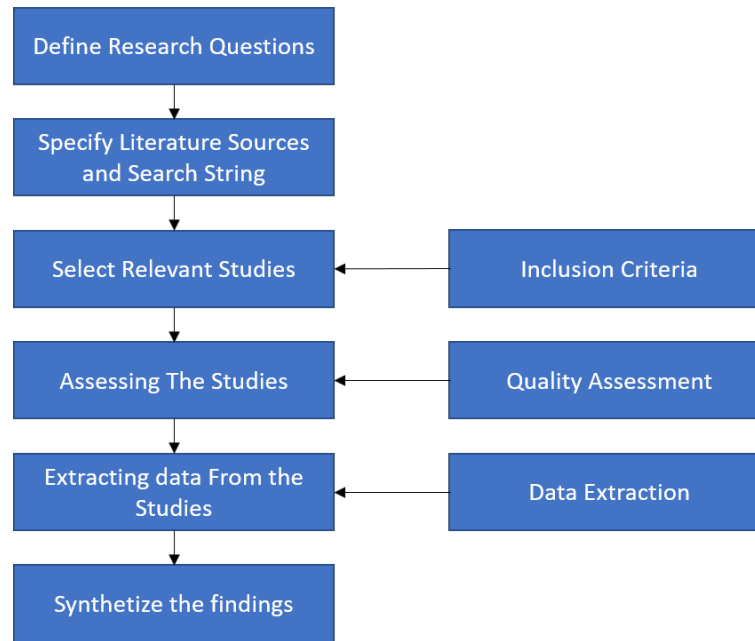 Define Research Questions
Specify Literature Sources
and Search String
Select Relevant Studies
Inclusion Criteria
Assessing The Studies
Quality Assessment
Extracting data From the
Studies
Data Extraction
Synthetize the findings